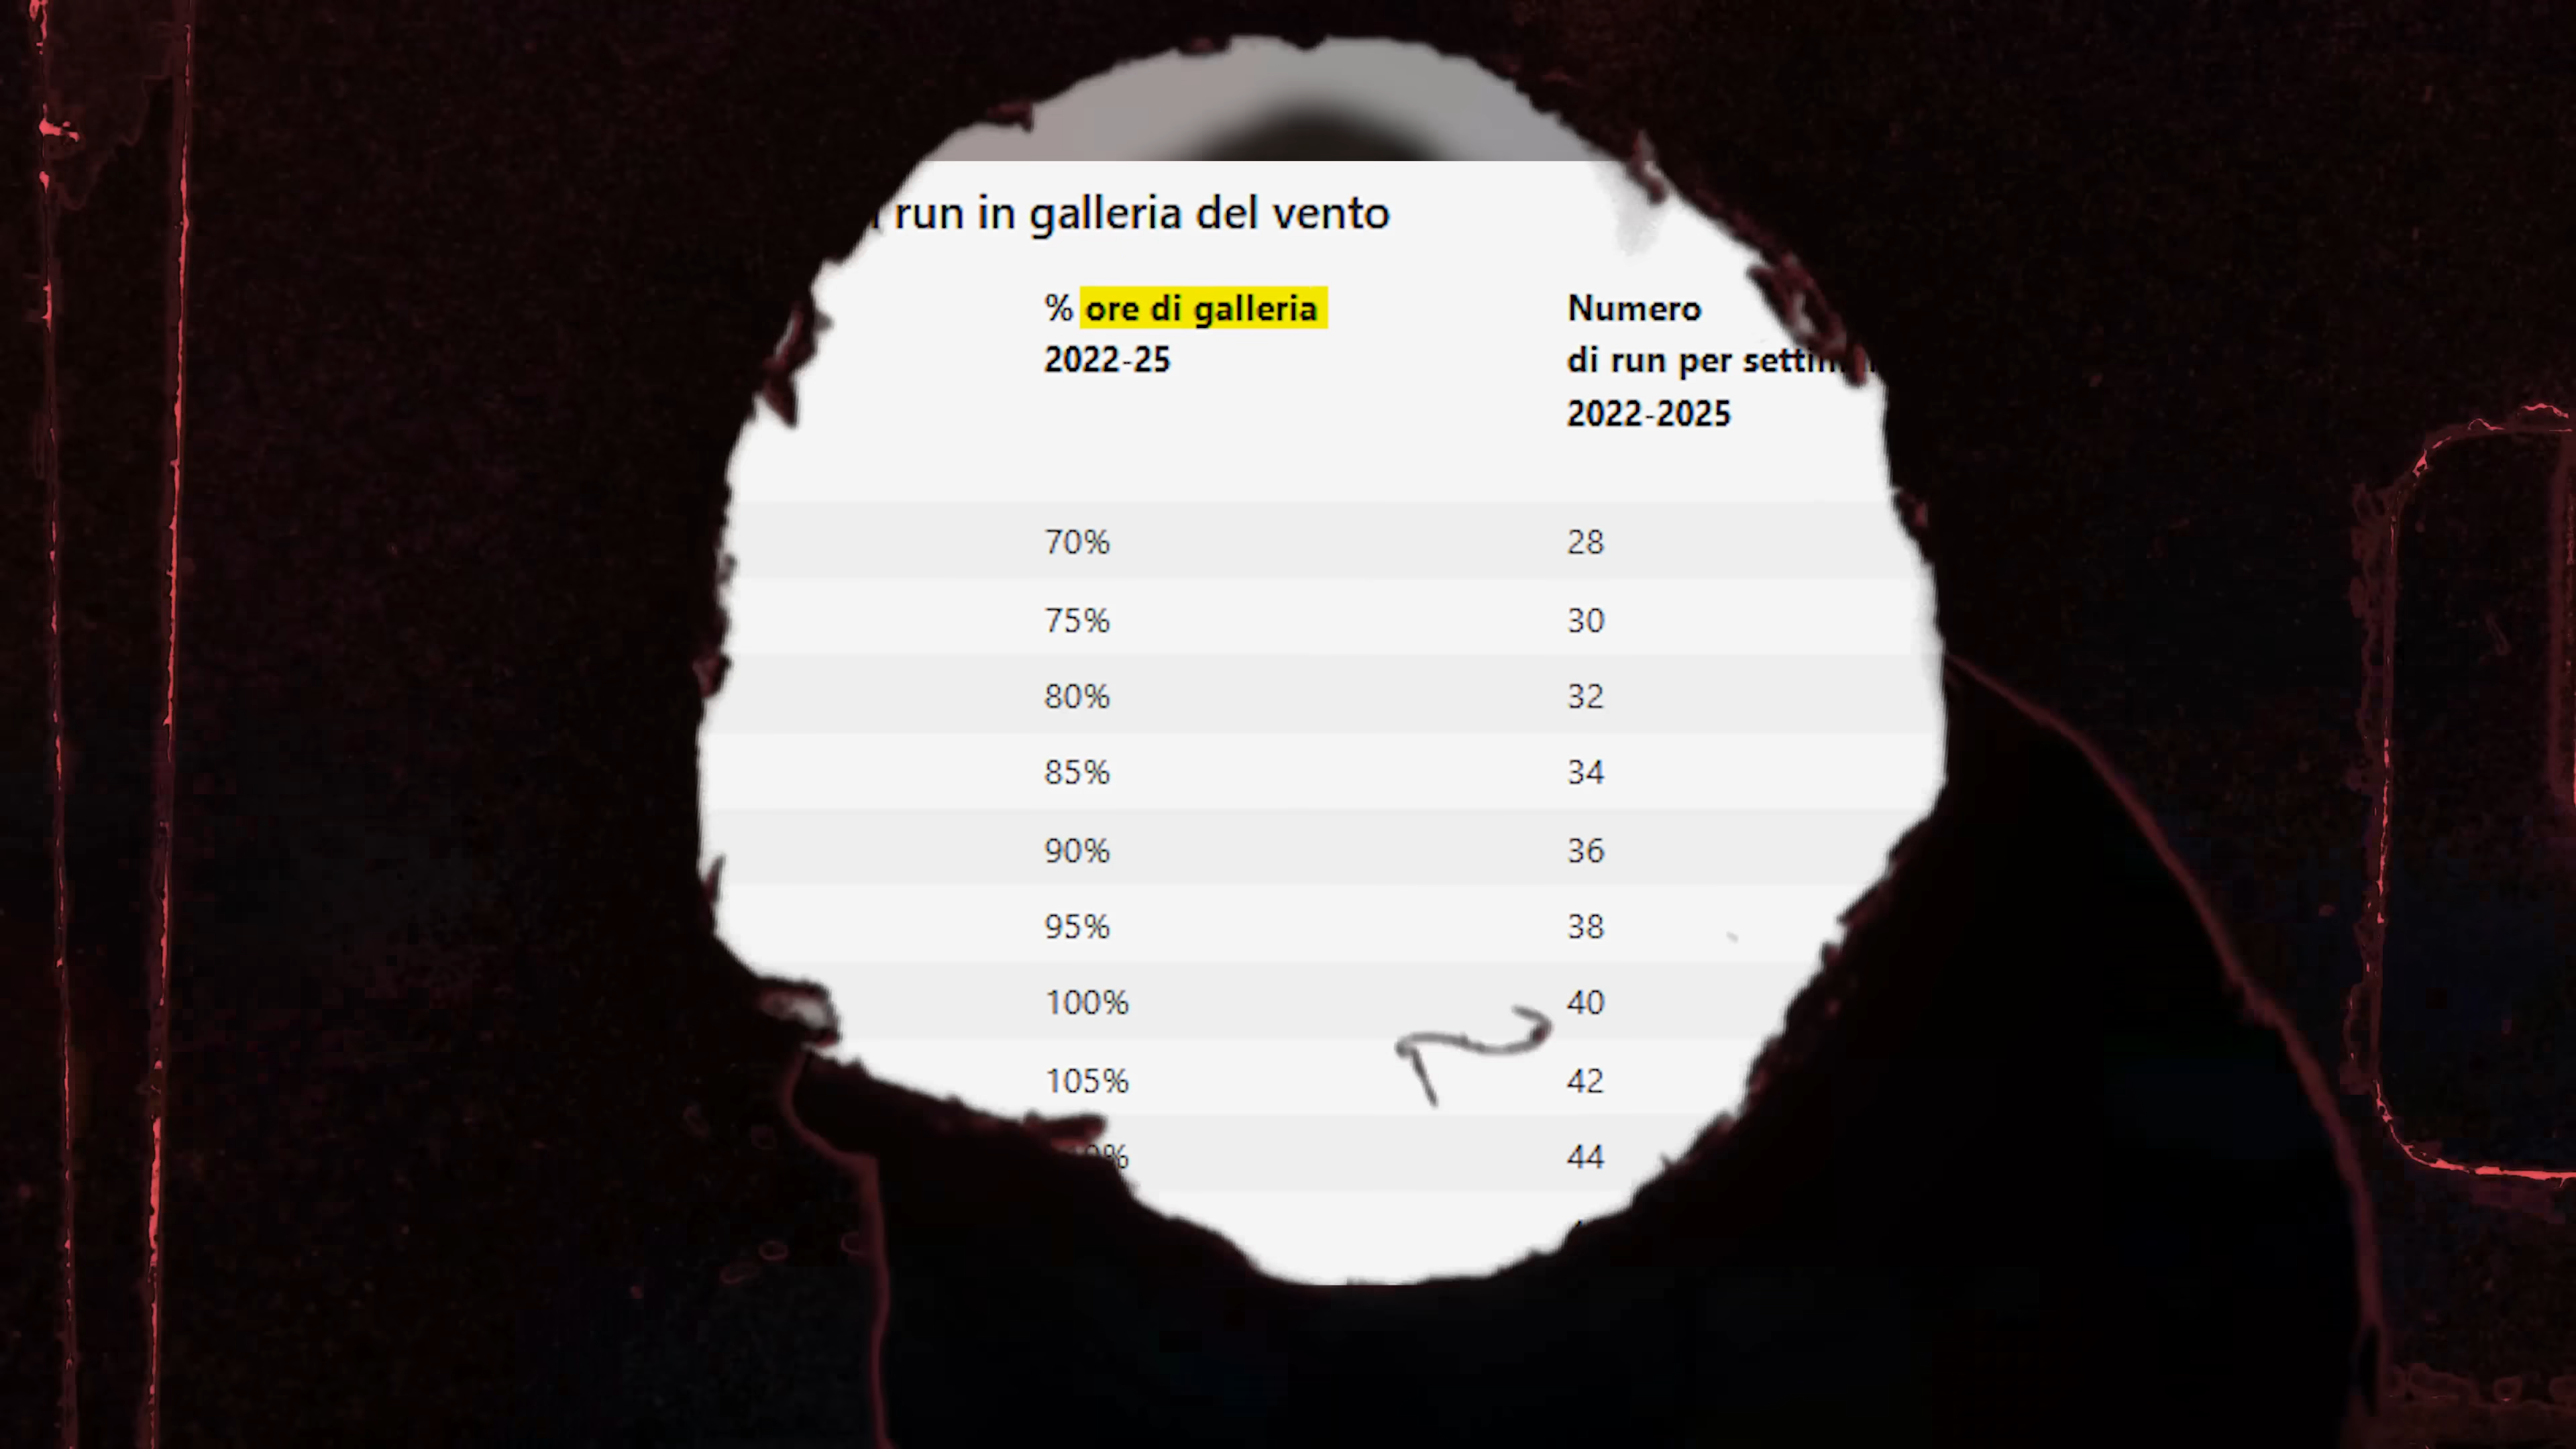 run in galleria del vento
% ore di galleria
2022-25
Numero
di run per
2022-2025
70% 28
75% 30
80% 32
85% 34
90% 36
95% 38
100% 40
105% 42
44